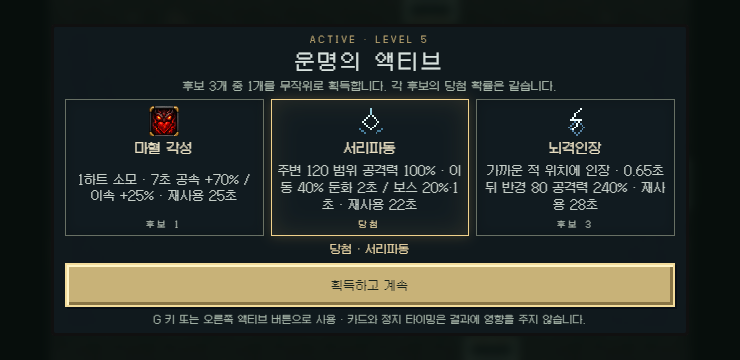 ACTIVE · LEVEL 5
운명의 액티브
후보 3개 중 1개를 무작위로 획득합니다. 각 후보의 당첨 확률은 같습니다.
마혈 각성
1하트 소모 · 7초 공속 +70% /
이속 +25% · 재사용 25초
후보 1
서리파동
주변 120 범위 공격력 100% · 이
동 40% 둔화 2초 / 보스 20%·1
초 · 재사용 22초
당첨
뇌격인장
가까운 적 위치에 인장 · 0.65초
뒤 반경 80 공격력 240% · 재사
용 28초
후보 3
당첨 · 서리파동
획득하고 계속
G 키 또는 오른쪽 액티브 버튼으로 사용 · 카드와 정지 타이밍은 결과에 영향을 주지 않습니다.